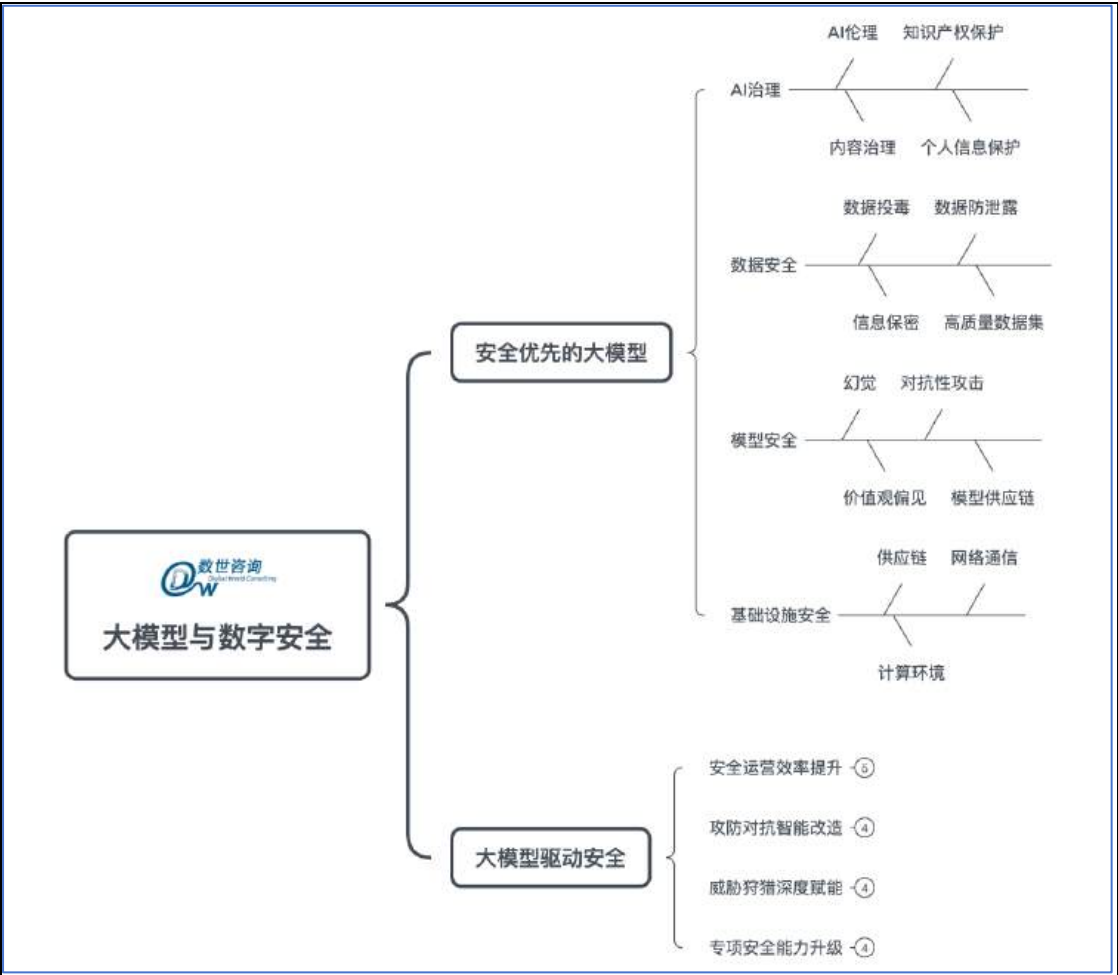 AI伦理 知识产权保护
AI治理
内容治理 个人信息保护
数据投毒 数据防泄露
数据安全
信息保密 高质量数据集
安全优先的大模型
幻觉 对抗性攻击
模型安全
价值观偏见 模型供应链
供应链 网络通信
基础设施安全
计算环境
数世咨询
Digital World Consulting
DW
大模型与数字安全
安全运营效率提升 5
攻防对抗智能改造 4
大模型驱动安全
威胁狩猎深度赋能 4
专项安全能力升级 4